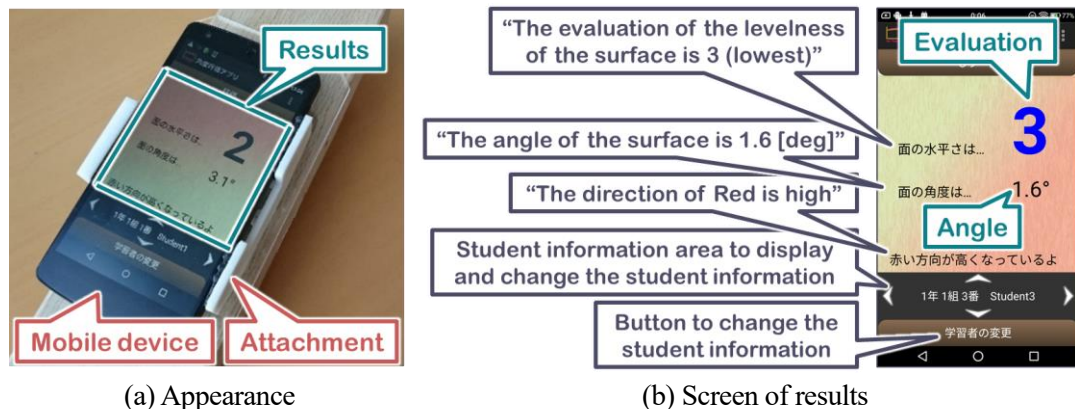 Results
面の水平さは…
2
面の角度は
3.1°
赤い方向が高くなっているよ
1年 1組 1番 Student1
学習者の変更
Mobile device
Attachment
(a) Appearance
“The evaluation of the levelness
of the surface is 3 (lowest)”
“The angle of the surface is 1.6 [deg]”
“The direction of Red is high”
Student information area to display
and change the student information
Button to change the
student information
0:06
77%
Evaluation
3
面の水平さは…
面の角度は…
1.6°
Angle
赤い方向が高くなっているよ
1年 1組 3番 Student3
学習者の変更
(b) Screen of results